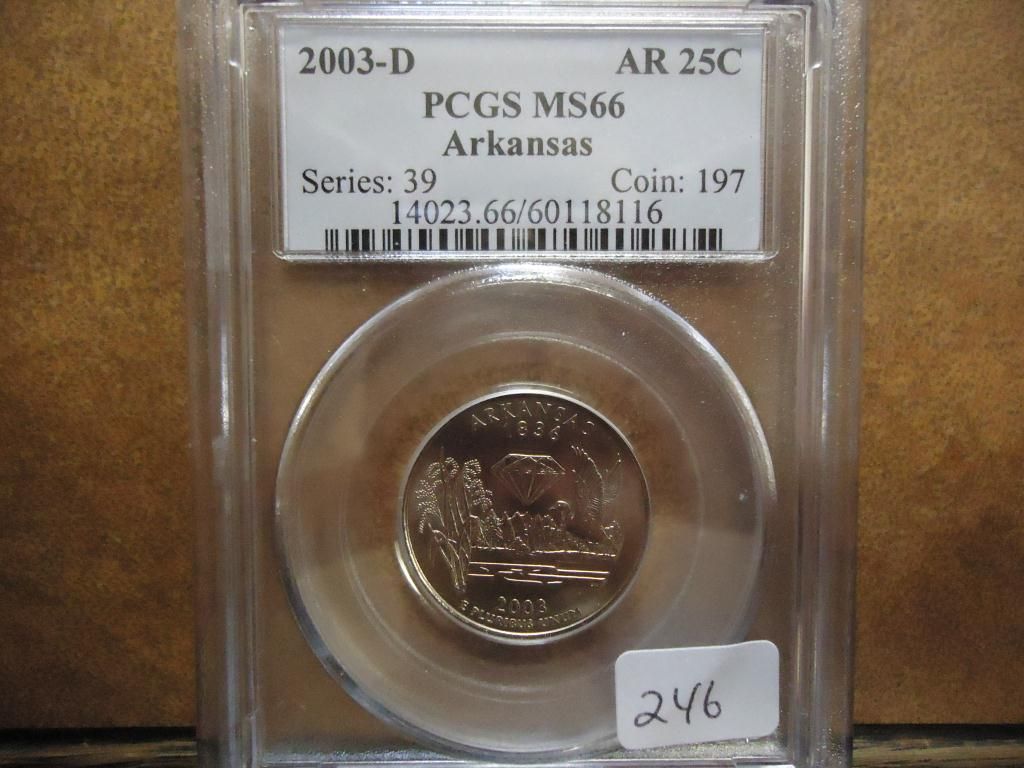 2003-D AR 25C
PCGS MS66
Arkansas
Series: 39 Coin: 197
14023.66/60118116
ARKANSAS
1836
2003
E PLURIBUS UNUM
246